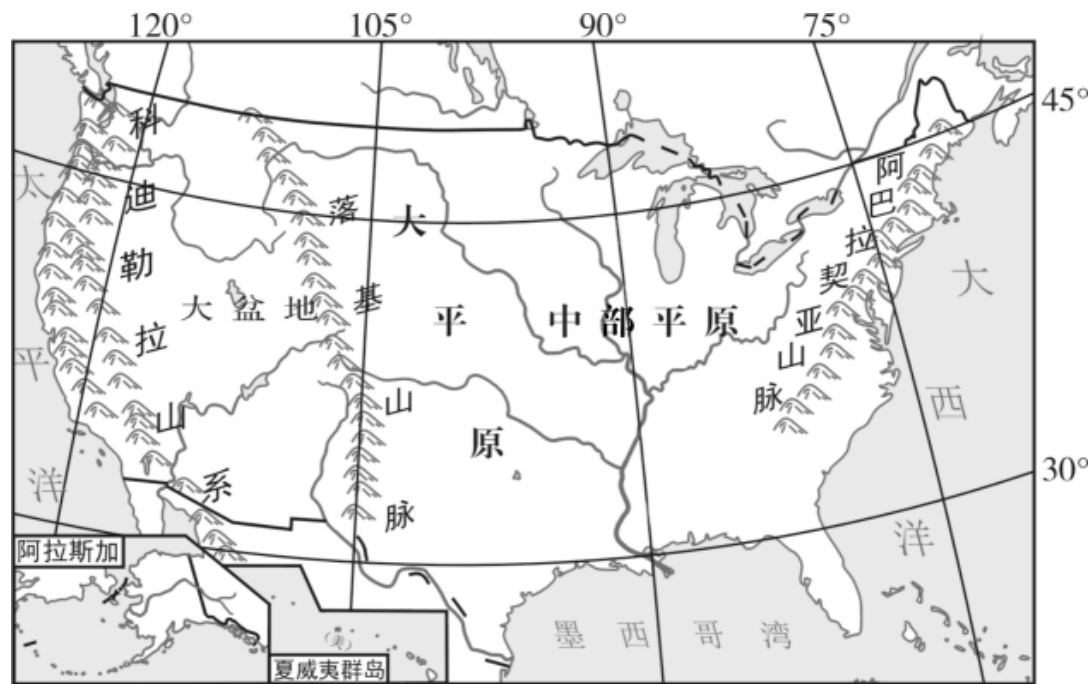 120° 105° 90° 75°
45°
30°
科迪勒拉山系
落基山脉
大平原
大盆地
中部平原
阿巴拉契亚山脉
太平洋
大西洋
墨西哥湾
阿拉斯加
(美)
夏威夷群岛